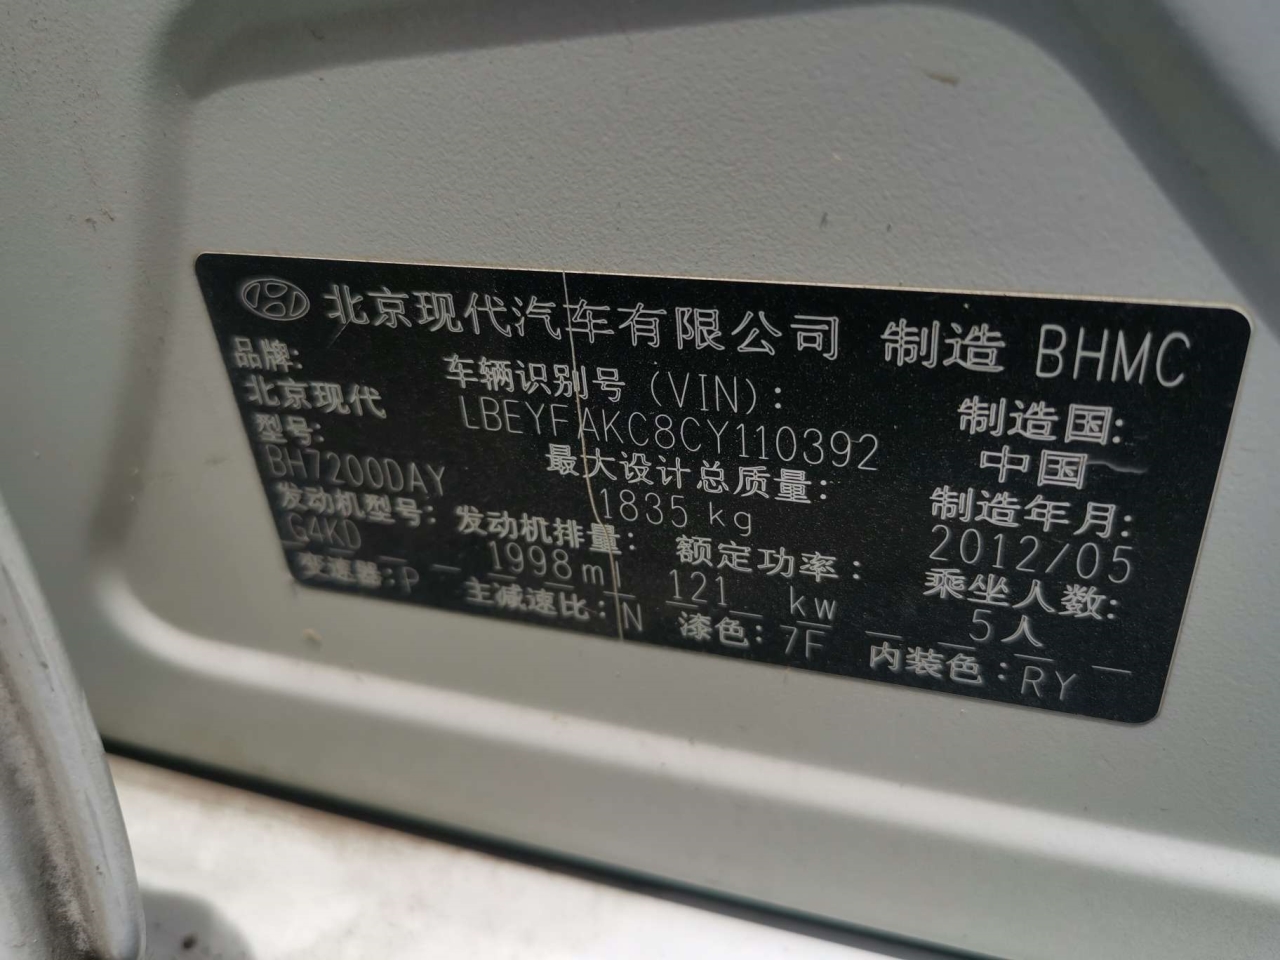 北京现代汽车有限公司 制造 BHMC
品牌: 车辆识别号 (VIN): 制造国:
北京现代 LBEYFAKC8CY110392 中国
型号: 最大设计总质量: 制造年月:
BH7200DAY 1835 kg 2012/05
发动机型号: 发动机排量: 额定功率: 乘坐人数:
G4KD 1998 ml 121 kw 5人
变速器: P 主减速比: N 漆色: 7F 内装色: RY